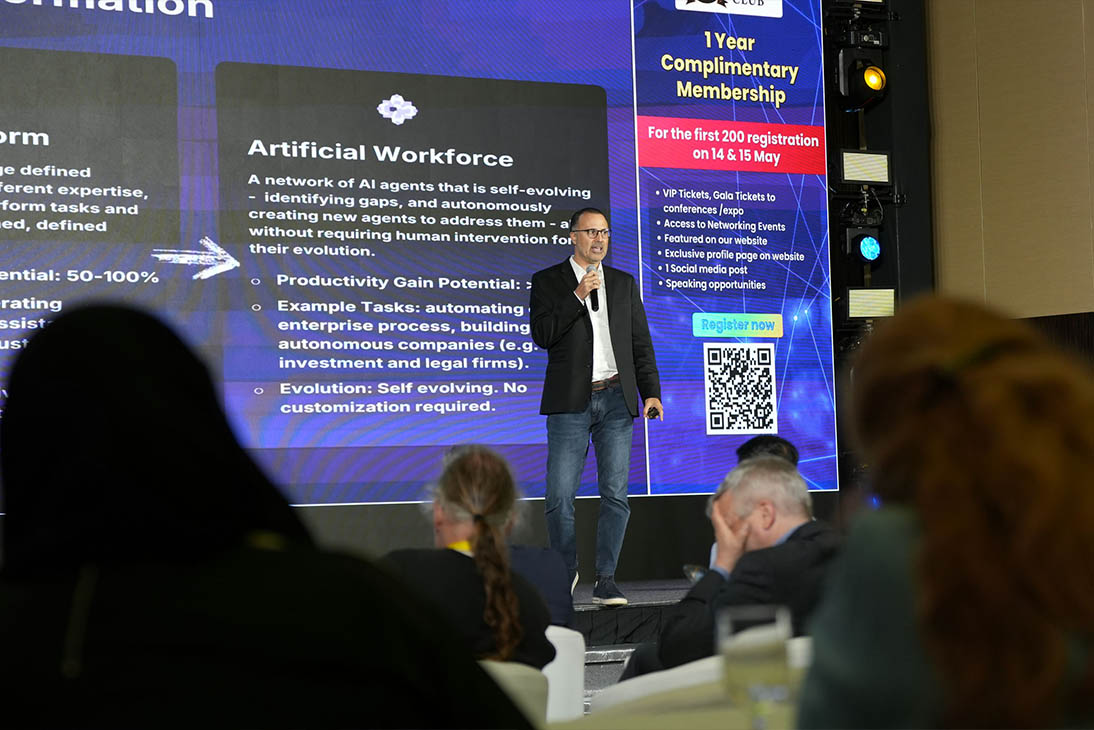 rmation
orm
ge defined
ferent expertise,
form tasks and
ned, defined
ential: 50-100%
erating
assist
ust
Artificial Workforce
A network of AI agents that is self-evolving
- identifying gaps, and autonomously
creating new agents to address them - a
without requiring human intervention for
their evolution.
Productivity Gain Potential: >
Example Tasks: automating
enterprise process, building
autonomous companies (e.g.
investment and legal firms).
Evolution: Self evolving. No
customization required.
CLUB
1 Year
Complimentary
Membership
For the first 200 registration
on 14 & 15 May
• VIP Tickets, Gala Tickets to
conferences /expo
• Access to Networking Events
• Featured on our website
• Exclusive profile page on website
• 1 Social media post
• Speaking opportunities
Register now